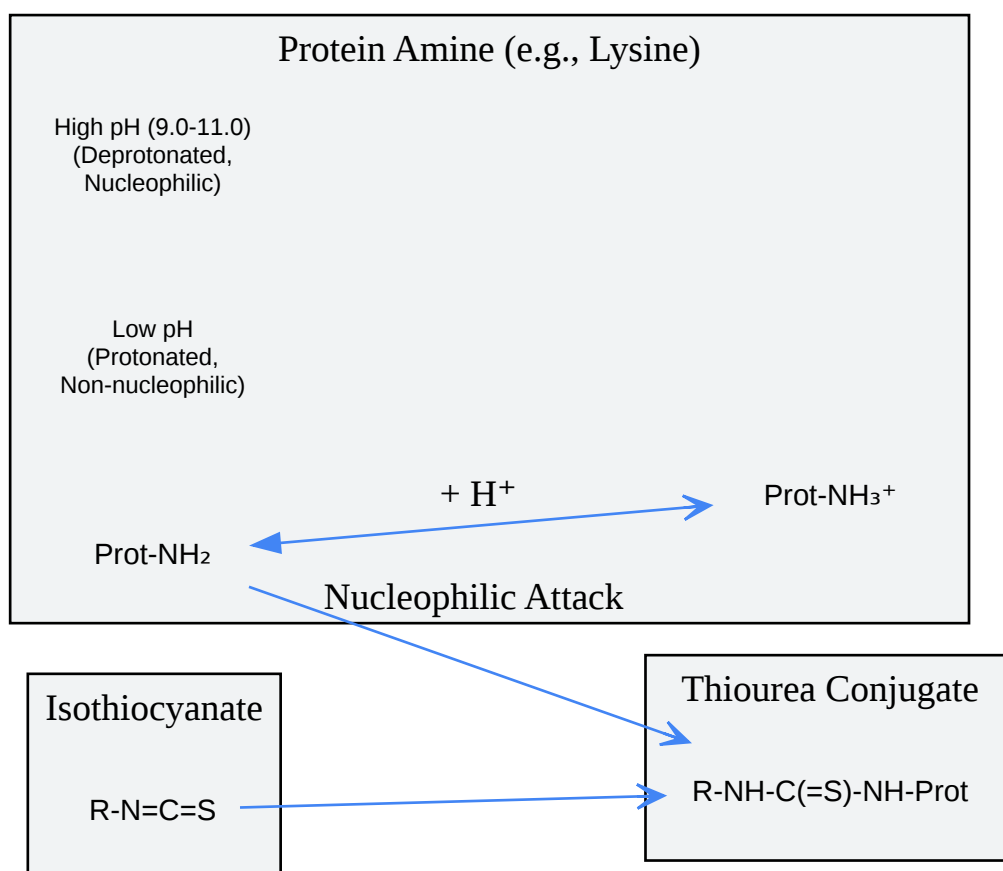 Protein Amine (e.g., Lysine)
High pH (9.0-11.0)
(Deprotonated,
Nucleophilic)
Low pH
(Protonated,
Non-nucleophilic)
+ H⁺
Prot-NH₃⁺
Prot-NH₂
Nucleophilic Attack
Isothiocyanate
R-N=C=S
Thiourea Conjugate
R-NH-C(=S)-NH-Prot